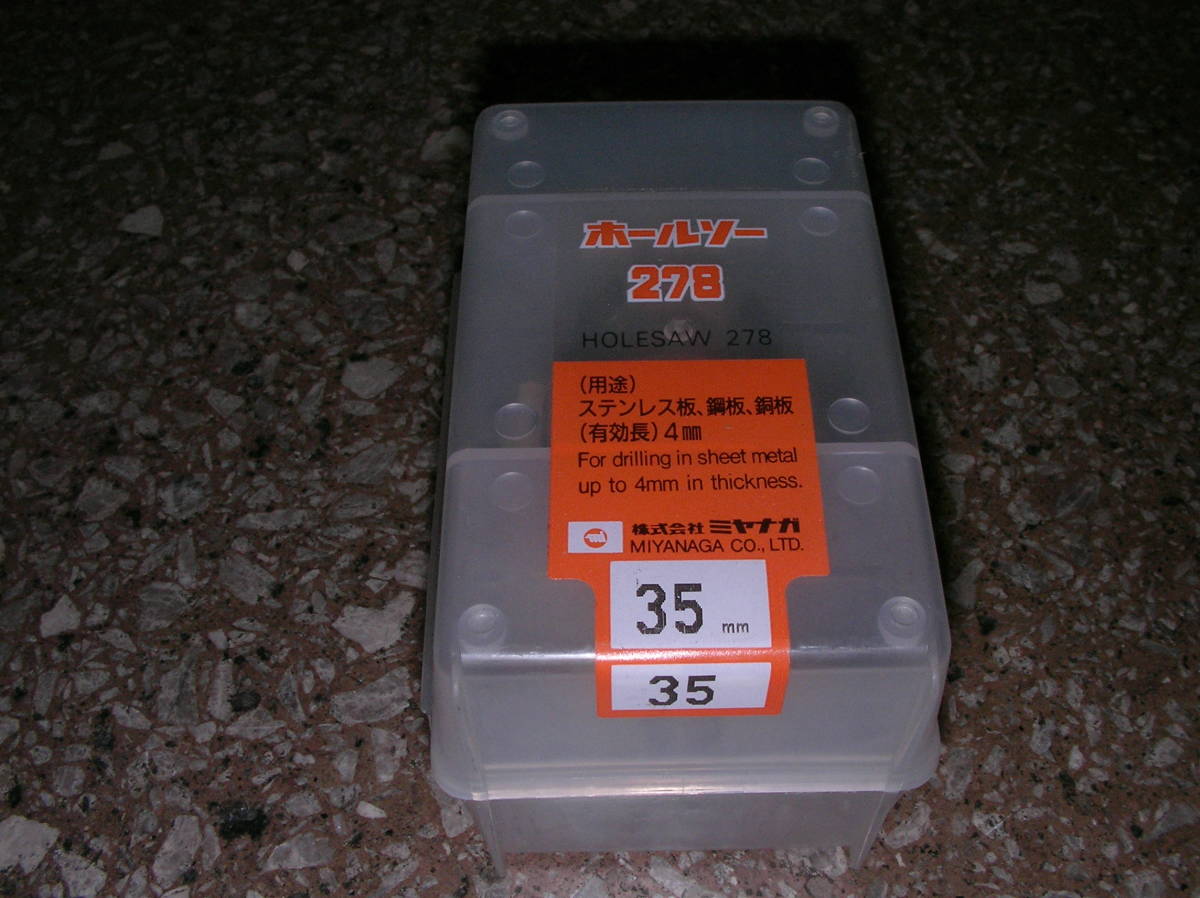 ホールソー
278
HOLESAW 278
(用途)
ステンレス板、鋼板、銅板
(有効長)4㎜
For drilling in sheet metal
up to 4mm in thickness.
株式会社 ミヤナガ
MIYANAGA CO., LTD.
35 mm
35